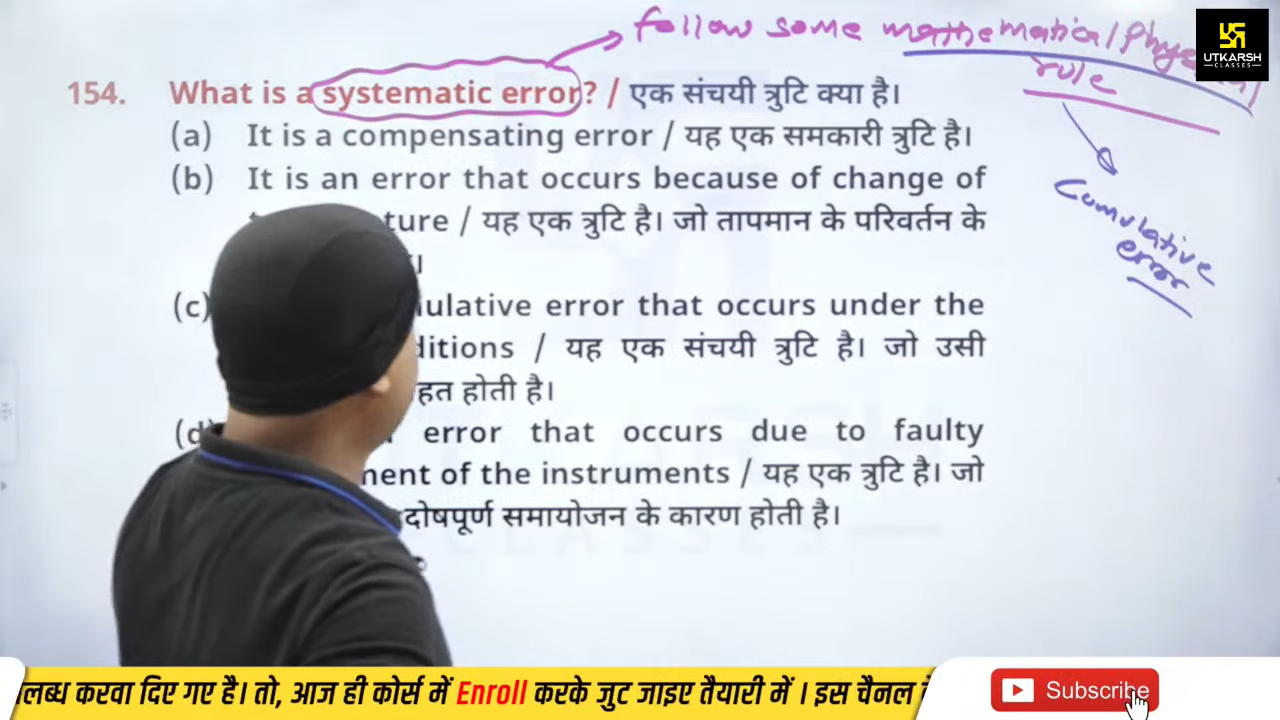 follow some mathematical/Physical
rule
UTKARSH
CLASSES
154. What is a systematic error? / एक संचयी त्रुटि क्या है।
(a) It is a compensating error / यह एक समकारी त्रुटि है।
(b) It is an error that occurs because of change of
ture / यह एक त्रुटि है। जो तापमान के परिवर्तन के
Cumulative
error
(c) ulative error that occurs under the
ditions / यह एक संचयी त्रुटि है। जो उसी
हत होती है।
(d) error that occurs due to faulty
ment of the instruments / यह एक त्रुटि है। जो
दोषपूर्ण समायोजन के कारण होती है।
लब्ध करवा दिए गए है। तो, आज ही कोर्स में Enroll करके जुट जाइए तैयारी में । इस चैनल
Subscribe